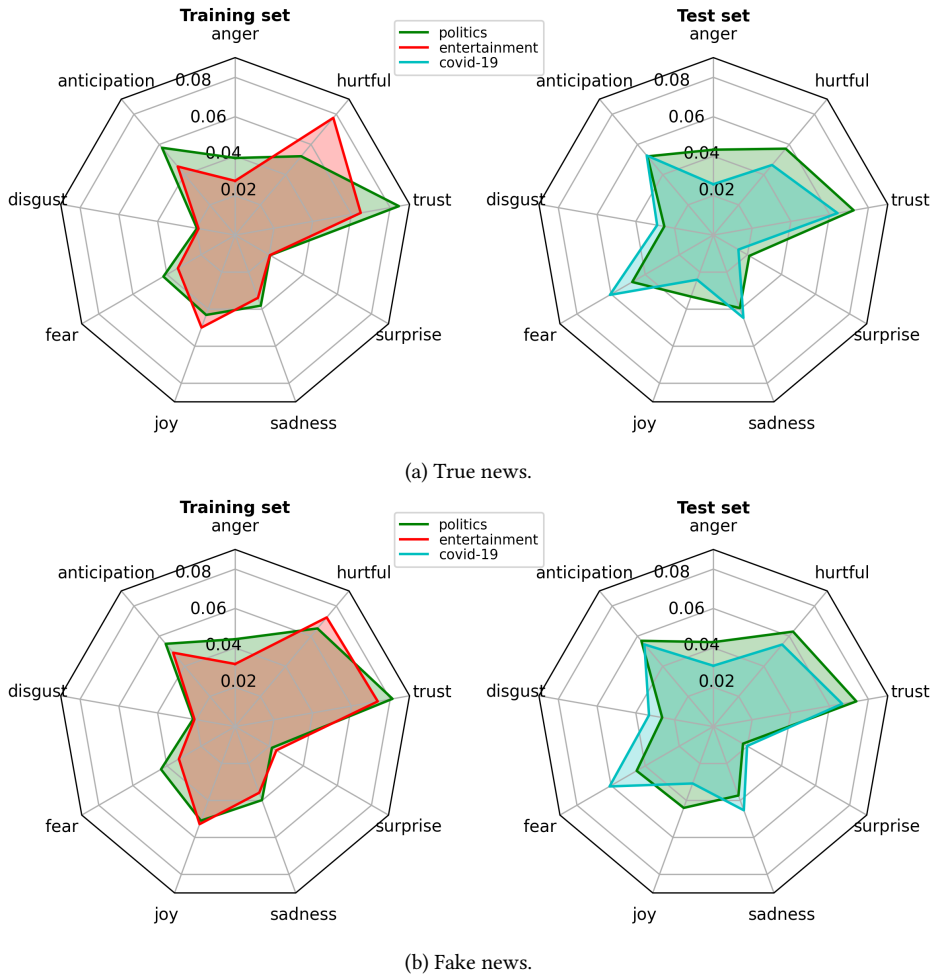 Training set
Test set
anger
anger
politics
entertainment
covid-19
anticipation
0.08
hurtful
anticipation
0.08
hurtful
0.06
0.06
0.04
0.04
0.02
0.02
disgust
trust
disgust
trust
fear
surprise
fear
surprise
joy
sadness
joy
sadness
(a) True news.
Training set
Test set
anger
anger
politics
entertainment
covid-19
anticipation
0.08
hurtful
anticipation
0.08
hurtful
0.06
0.06
0.04
0.04
0.02
0.02
disgust
trust
disgust
trust
fear
surprise
fear
surprise
joy
sadness
joy
sadness
(b) Fake news.